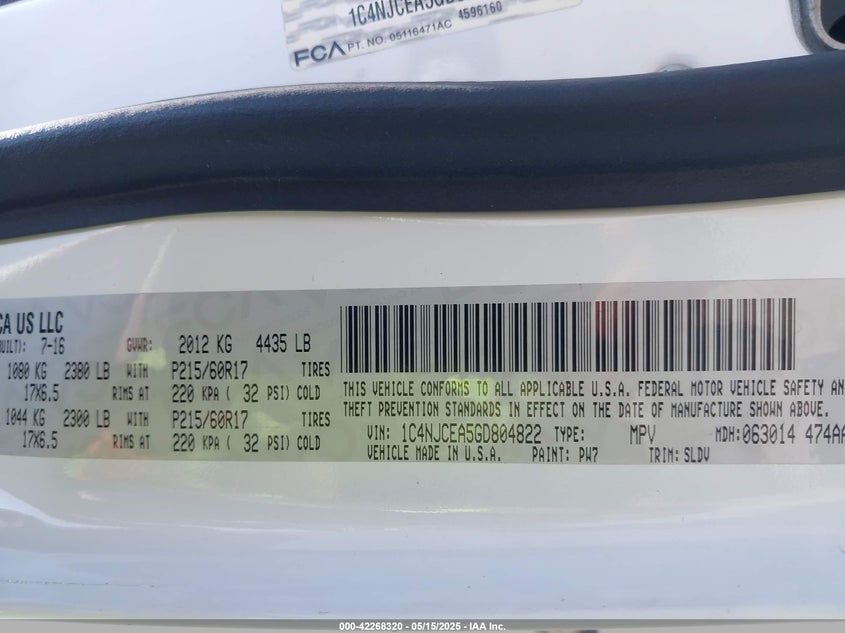 1C4NJCEA5GD
4596160
FCA PT. NO. 05116471AC
CA US LLC
UILT): 7-16 GVWR: 2012 KG 4435 LB
1080 KG 2380 LB WITH P215/60R17 TIRES
17X6.5 RIMS AT 220 KPA ( 32 PSI) COLD
1044 KG 2300 LB WITH P215/60R17 TIRES
17X6.5 RIMS AT 220 KPA ( 32 PSI) COLD
THIS VEHICLE CONFORMS TO ALL APPLICABLE U.S.A. FEDERAL MOTOR VEHICLE SAFETY AN
THEFT PREVENTION STANDARDS IN EFFECT ON THE DATE OF MANUFACTURE SHOWN ABOVE.
VIN: 1C4NJCEA5GD804822 TYPE: MPV MDH: 063014 474AA
VEHICLE MADE IN U.S.A. PAINT: PW7 TRIM: SLDV
000-42268320 - 05/15/2025 - IAA Inc.